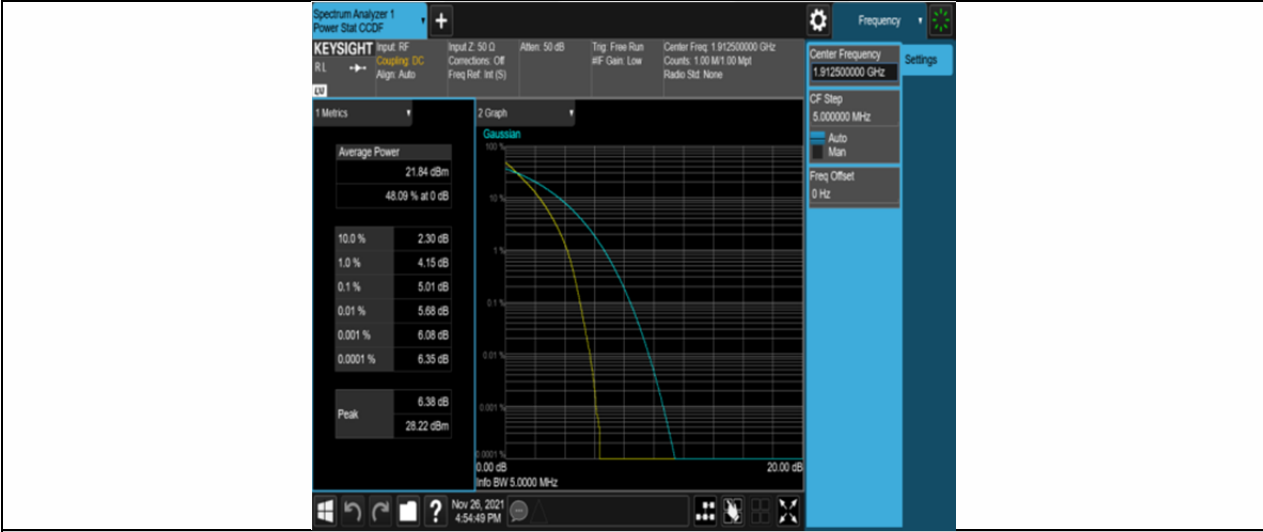 Spectrum Analyzer 1
Power Stat CCDF
+
Frequency
KEYSIGHT
R L
LV
Input: RF
Coupling: DC
Align: Auto
Input Z: 50 Ω
Corrections: Off
Freq Ref: Int (S)
Atten: 50 dB
Trig: Free Run
#IF Gain: Low
Center Freq: 1.912500000 GHz
Counts: 1.00 M/1.00 Mpt
Radio Std: None
Center Frequency
1.912500000 GHz
Settings
CF Step
5.000000 MHz
Auto
Man
Freq Offset
0 Hz
1 Metrics
Average Power
21.84 dBm
48.09 % at 0 dB
10.0 % 2.30 dB
1.0 % 4.15 dB
0.1 % 5.01 dB
0.01 % 5.68 dB
0.001 % 6.08 dB
0.0001 % 6.35 dB
Peak
6.38 dB
28.22 dBm
2 Graph
Gaussian
100 %
10 %
1 %
0.1 %
0.01 %
0.001 %
0.0001 %
0.00 dB
20.00 dB
Info BW 5.0000 MHz
?
Nov 26, 2021
4:54:49 PM